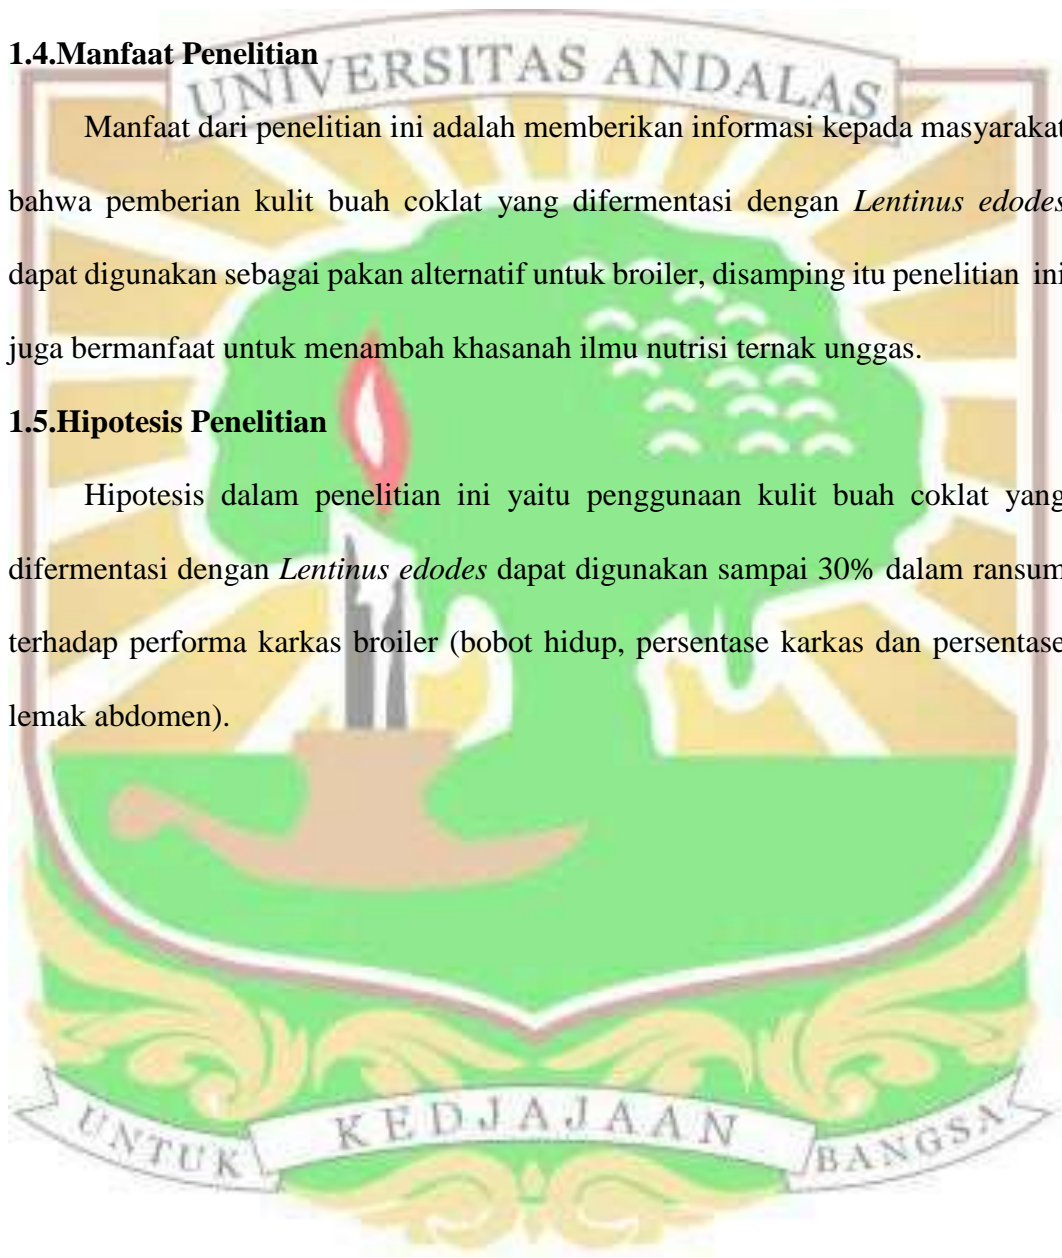 1.4.Manfaat Penelitian
UNIVERSITAS ANDALAS
Manfaat dari penelitian ini adalah memberikan informasi kepada masyarakat
bahwa pemberian kulit buah coklat yang difermentasi dengan Lentinus edodes
dapat digunakan sebagai pakan alternatif untuk broiler, disamping itu penelitian ini
juga bermanfaat untuk menambah khasanah ilmu nutrisi ternak unggas.
1.5.Hipotesis Penelitian
Hipotesis dalam penelitian ini yaitu penggunaan kulit buah coklat yang
difermentasi dengan Lentinus edodes dapat digunakan sampai 30% dalam ransum
terhadap performa karkas broiler (bobot hidup, persentase karkas dan persentase
lemak abdomen).
UNTUK KEDJAJAAN BANGSA